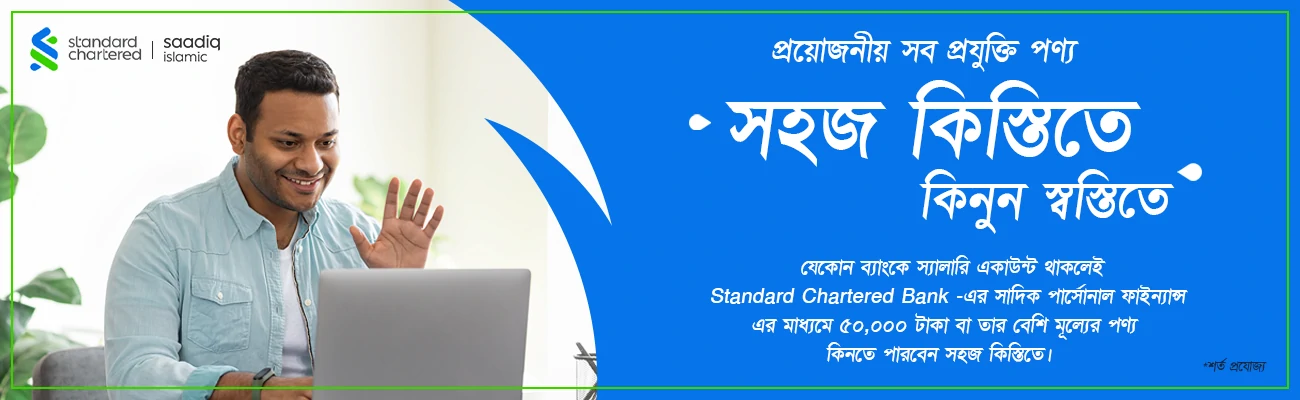 standard
chartered
saadiq
islamic
প্রয়োজনীয় সব প্রযুক্তি পণ্য
সহজ কিস্তিতে
কিনুন স্বস্তিতে
যেকোন ব্যাংকে স্যালারি একাউন্ট থাকলেই
Standard Chartered Bank -এর সাদিক পার্সোনাল ফাইন্যান্স
এর মাধ্যমে ৫০,০০০ টাকা বা তার বেশি মূল্যের পণ্য
কিনতে পারবেন সহজ কিস্তিতে।
*শর্ত প্রযোজ্য